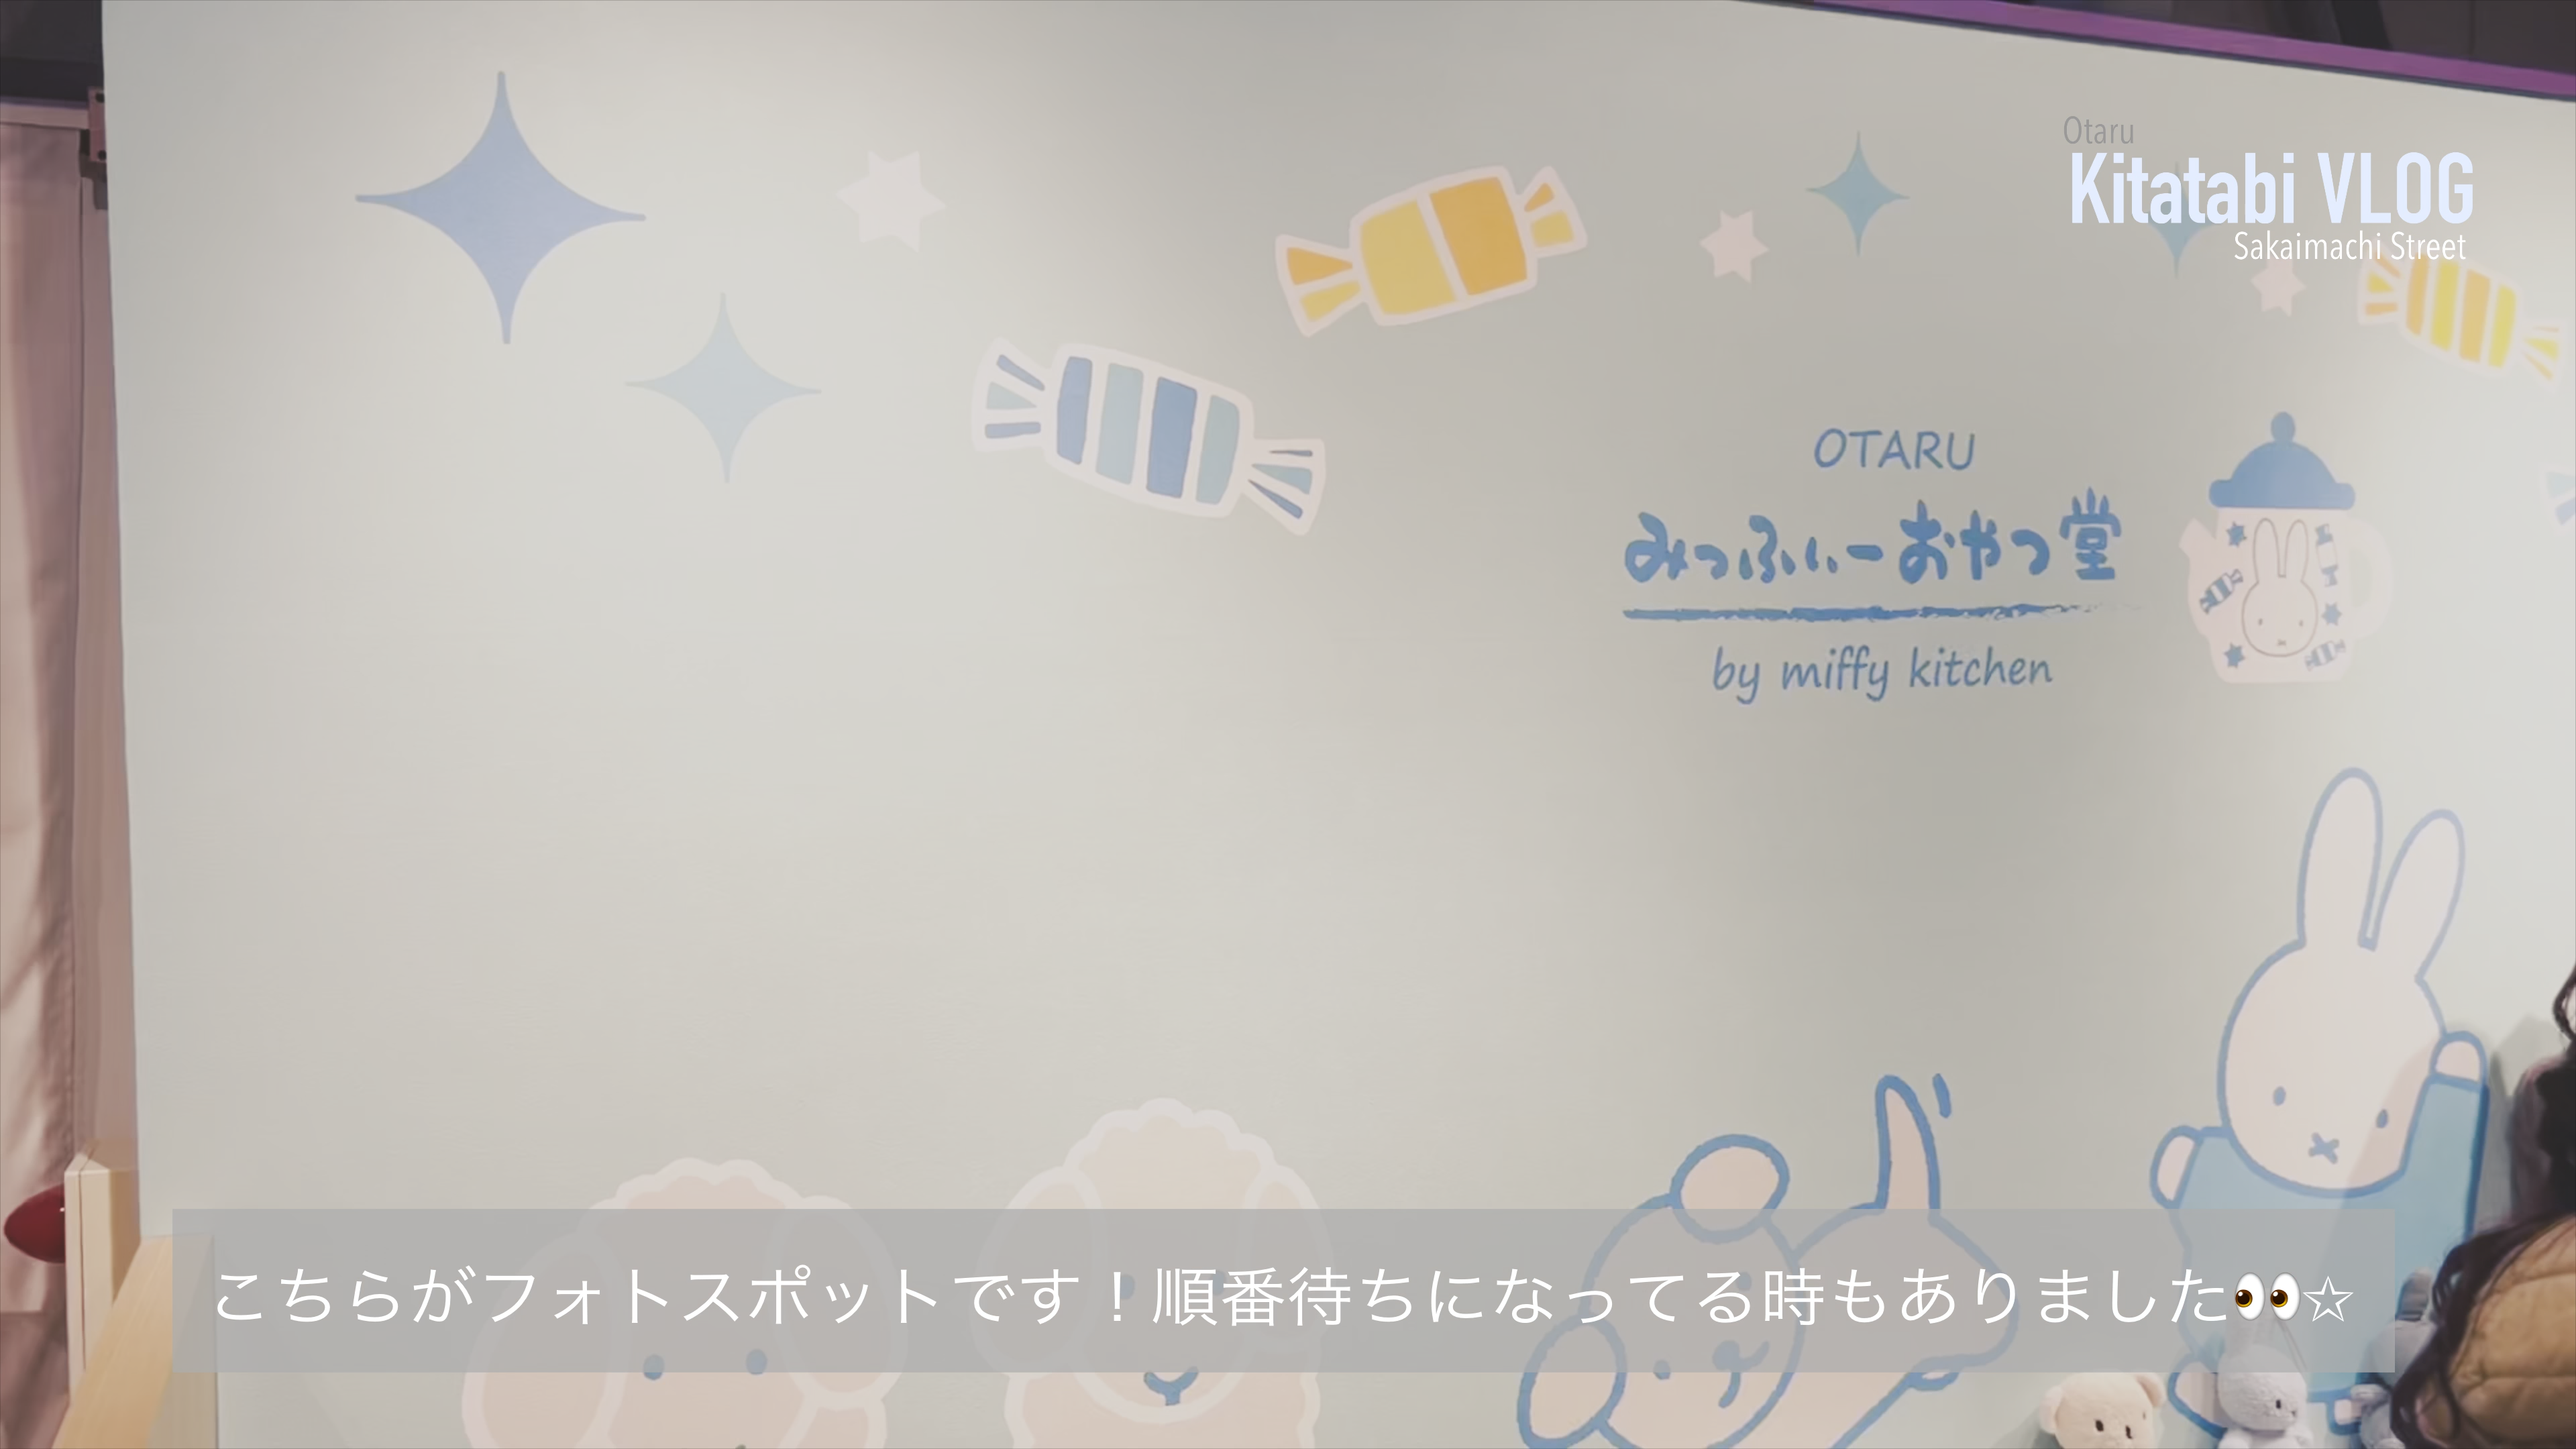 Otaru
Kitatabi VLOG
Sakaimachi Street
OTARU
みっふぃーおやつ堂
by miffy kitchen
こちらがフォトスポットです！順番待ちになってる時もありました👀☆